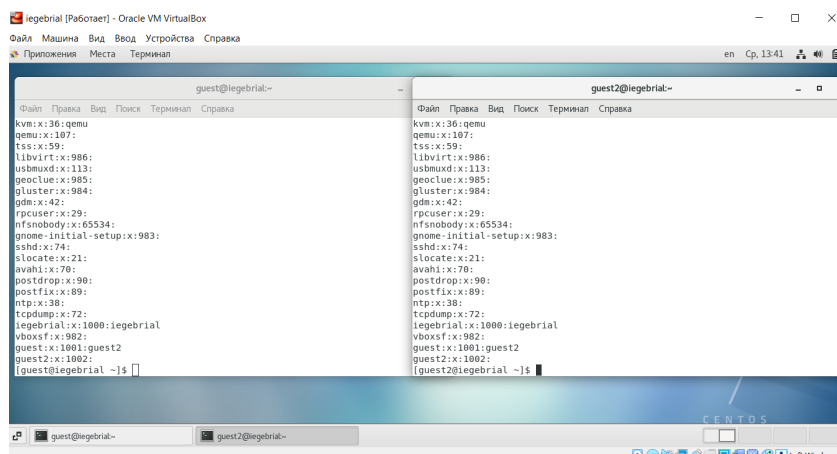 iegebrial [Работает] - Oracle VM VirtualBox
Файл Машина Вид Ввод Устройства Справка
Приложения Места Терминал en Ср, 13:41
guest@iegebrial:~
Файл Правка Вид Поиск Терминал Справка
kvm:x:36:qemu
qemu:x:107:
tss:x:59:
libvirt:x:986:
usbmuxd:x:113:
geoclue:x:985:
gluster:x:984:
gdm:x:42:
rpcuser:x:29:
nfsnobody:x:65534:
gnome-initial-setup:x:983:
sshd:x:74:
slocate:x:21:
avahi:x:70:
postdrop:x:90:
postfix:x:89:
ntp:x:38:
tcpdump:x:72:
iegebrial:x:1000:iegebrial
vboxsf:x:982:
guest:x:1001:guest2
guest2:x:1002:
[guest@iegebrial ~]$
guest2@iegebrial:~
Файл Правка Вид Поиск Терминал Справка
kvm:x:36:qemu
qemu:x:107:
tss:x:59:
libvirt:x:986:
usbmuxd:x:113:
geoclue:x:985:
gluster:x:984:
gdm:x:42:
rpcuser:x:29:
nfsnobody:x:65534:
gnome-initial-setup:x:983:
sshd:x:74:
slocate:x:21:
avahi:x:70:
postdrop:x:90:
postfix:x:89:
ntp:x:38:
tcpdump:x:72:
iegebrial:x:1000:iegebrial
vboxsf:x:982:
guest:x:1001:guest2
guest2:x:1002:
[guest2@iegebrial ~]$
CENTOS
guest@iegebrial:~ guest2@iegebrial:~